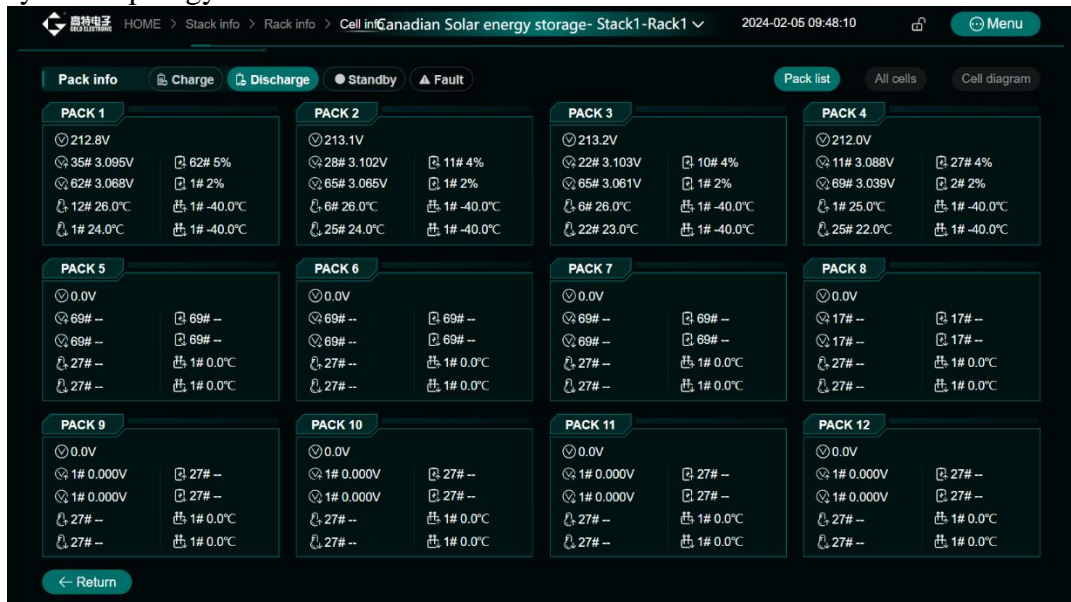 高特电子 GOLD ELECTRONIC HOME > Stack info > Rack info > Cell info Canadian Solar energy storage- Stack1-Rack1 2024-02-05 09:48:10 Menu
Pack info Charge Discharge Standby Fault Pack list All cells Cell diagram
PACK 1 PACK 2 PACK 3 PACK 4
212.8V 213.1V 213.2V 212.0V
35# 3.095V 62# 5% 28# 3.102V 11# 4% 22# 3.103V 10# 4% 11# 3.088V 27# 4%
62# 3.068V 1# 2% 65# 3.065V 1# 2% 65# 3.061V 1# 2% 69# 3.039V 2# 2%
12# 26.0℃ 1# -40.0℃ 6# 26.0℃ 1# -40.0℃ 6# 26.0℃ 1# -40.0℃ 1# 25.0℃ 1# -40.0℃
1# 24.0℃ 1# -40.0℃ 25# 24.0℃ 1# -40.0℃ 22# 23.0℃ 1# -40.0℃ 25# 22.0℃ 1# -40.0℃
PACK 5 PACK 6 PACK 7 PACK 8
0.0V 0.0V 0.0V 0.0V
69# -- 69# -- 69# -- 69# -- 69# -- 69# -- 17# -- 17# --
69# -- 69# -- 69# -- 69# -- 69# -- 69# -- 17# -- 17# --
27# -- 1# 0.0℃ 27# -- 1# 0.0℃ 27# -- 1# 0.0℃ 27# -- 1# 0.0℃
27# -- 1# 0.0℃ 27# -- 1# 0.0℃ 27# -- 1# 0.0℃ 27# -- 1# 0.0℃
PACK 9 PACK 10 PACK 11 PACK 12
0.0V 0.0V 0.0V 0.0V
1# 0.000V 27# -- 1# 0.000V 27# -- 1# 0.000V 27# -- 1# 0.000V 27# --
1# 0.000V 27# -- 1# 0.000V 27# -- 1# 0.000V 27# -- 1# 0.000V 27# --
27# -- 1# 0.0℃ 27# -- 1# 0.0℃ 27# -- 1# 0.0℃ 27# -- 1# 0.0℃
27# -- 1# 0.0℃ 27# -- 1# 0.0℃ 27# -- 1# 0.0℃ 27# -- 1# 0.0℃
Return